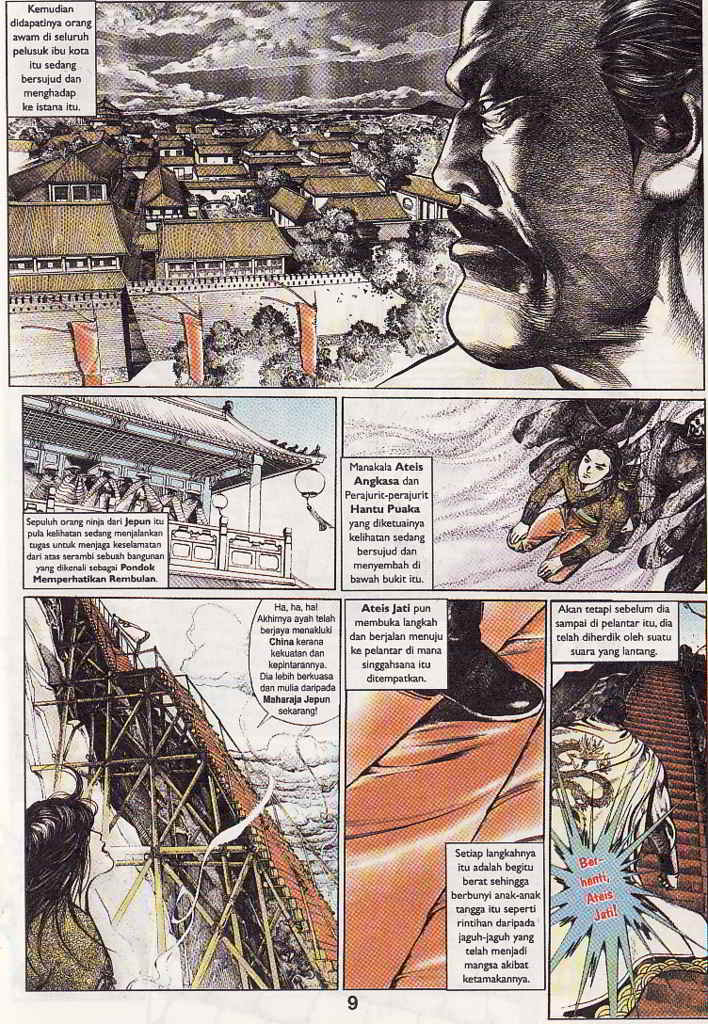 Kemudian
didapatinya orang
awam di seluruh
pelusuk ibu kota
itu sedang
bersujud dan
menghadap
ke istana itu.
Sepuluh orang ninja dari Jepun itu
pula kelihatan sedang menjalankan
tugas untuk menjaga keselamatan
dari atas serambi sebuah bangunan
yang dikenali sebagai Pondok
Memperhatikan Rembulan.
Manakala Ateis
Angkasa dan
Perajurit-perajurit
Hantu Puaka
yang diketuainya
kelihatan sedang
bersujud dan
menyembah di
bawah bukit itu.
Ha, ha, ha!
Akhirnya ayah telah
berjaya menakluki
China kerana
kekuatan dan
kepintarannya.
Dia lebih berkuasa
dan mulia daripada
Maharaja Jepun
sekarang!
Ateis Jati pun
membuka langkah
dan berjalan menuju
ke pelantar di mana
singgahsana itu
ditempatkan.
Setiap langkahnya
itu adalah begitu
berat sehingga
berbunyi anak-anak
tangga itu seperti
rintihan daripada
jaguh-jaguh yang
telah menjadi
mangsa akibat
ketamakannya.
Akan tetapi sebelum dia
sampai di pelantar itu, dia
telah diherdik oleh suatu
suara yang lantang.
Ber-
henti,
Ateis
Jati!
9